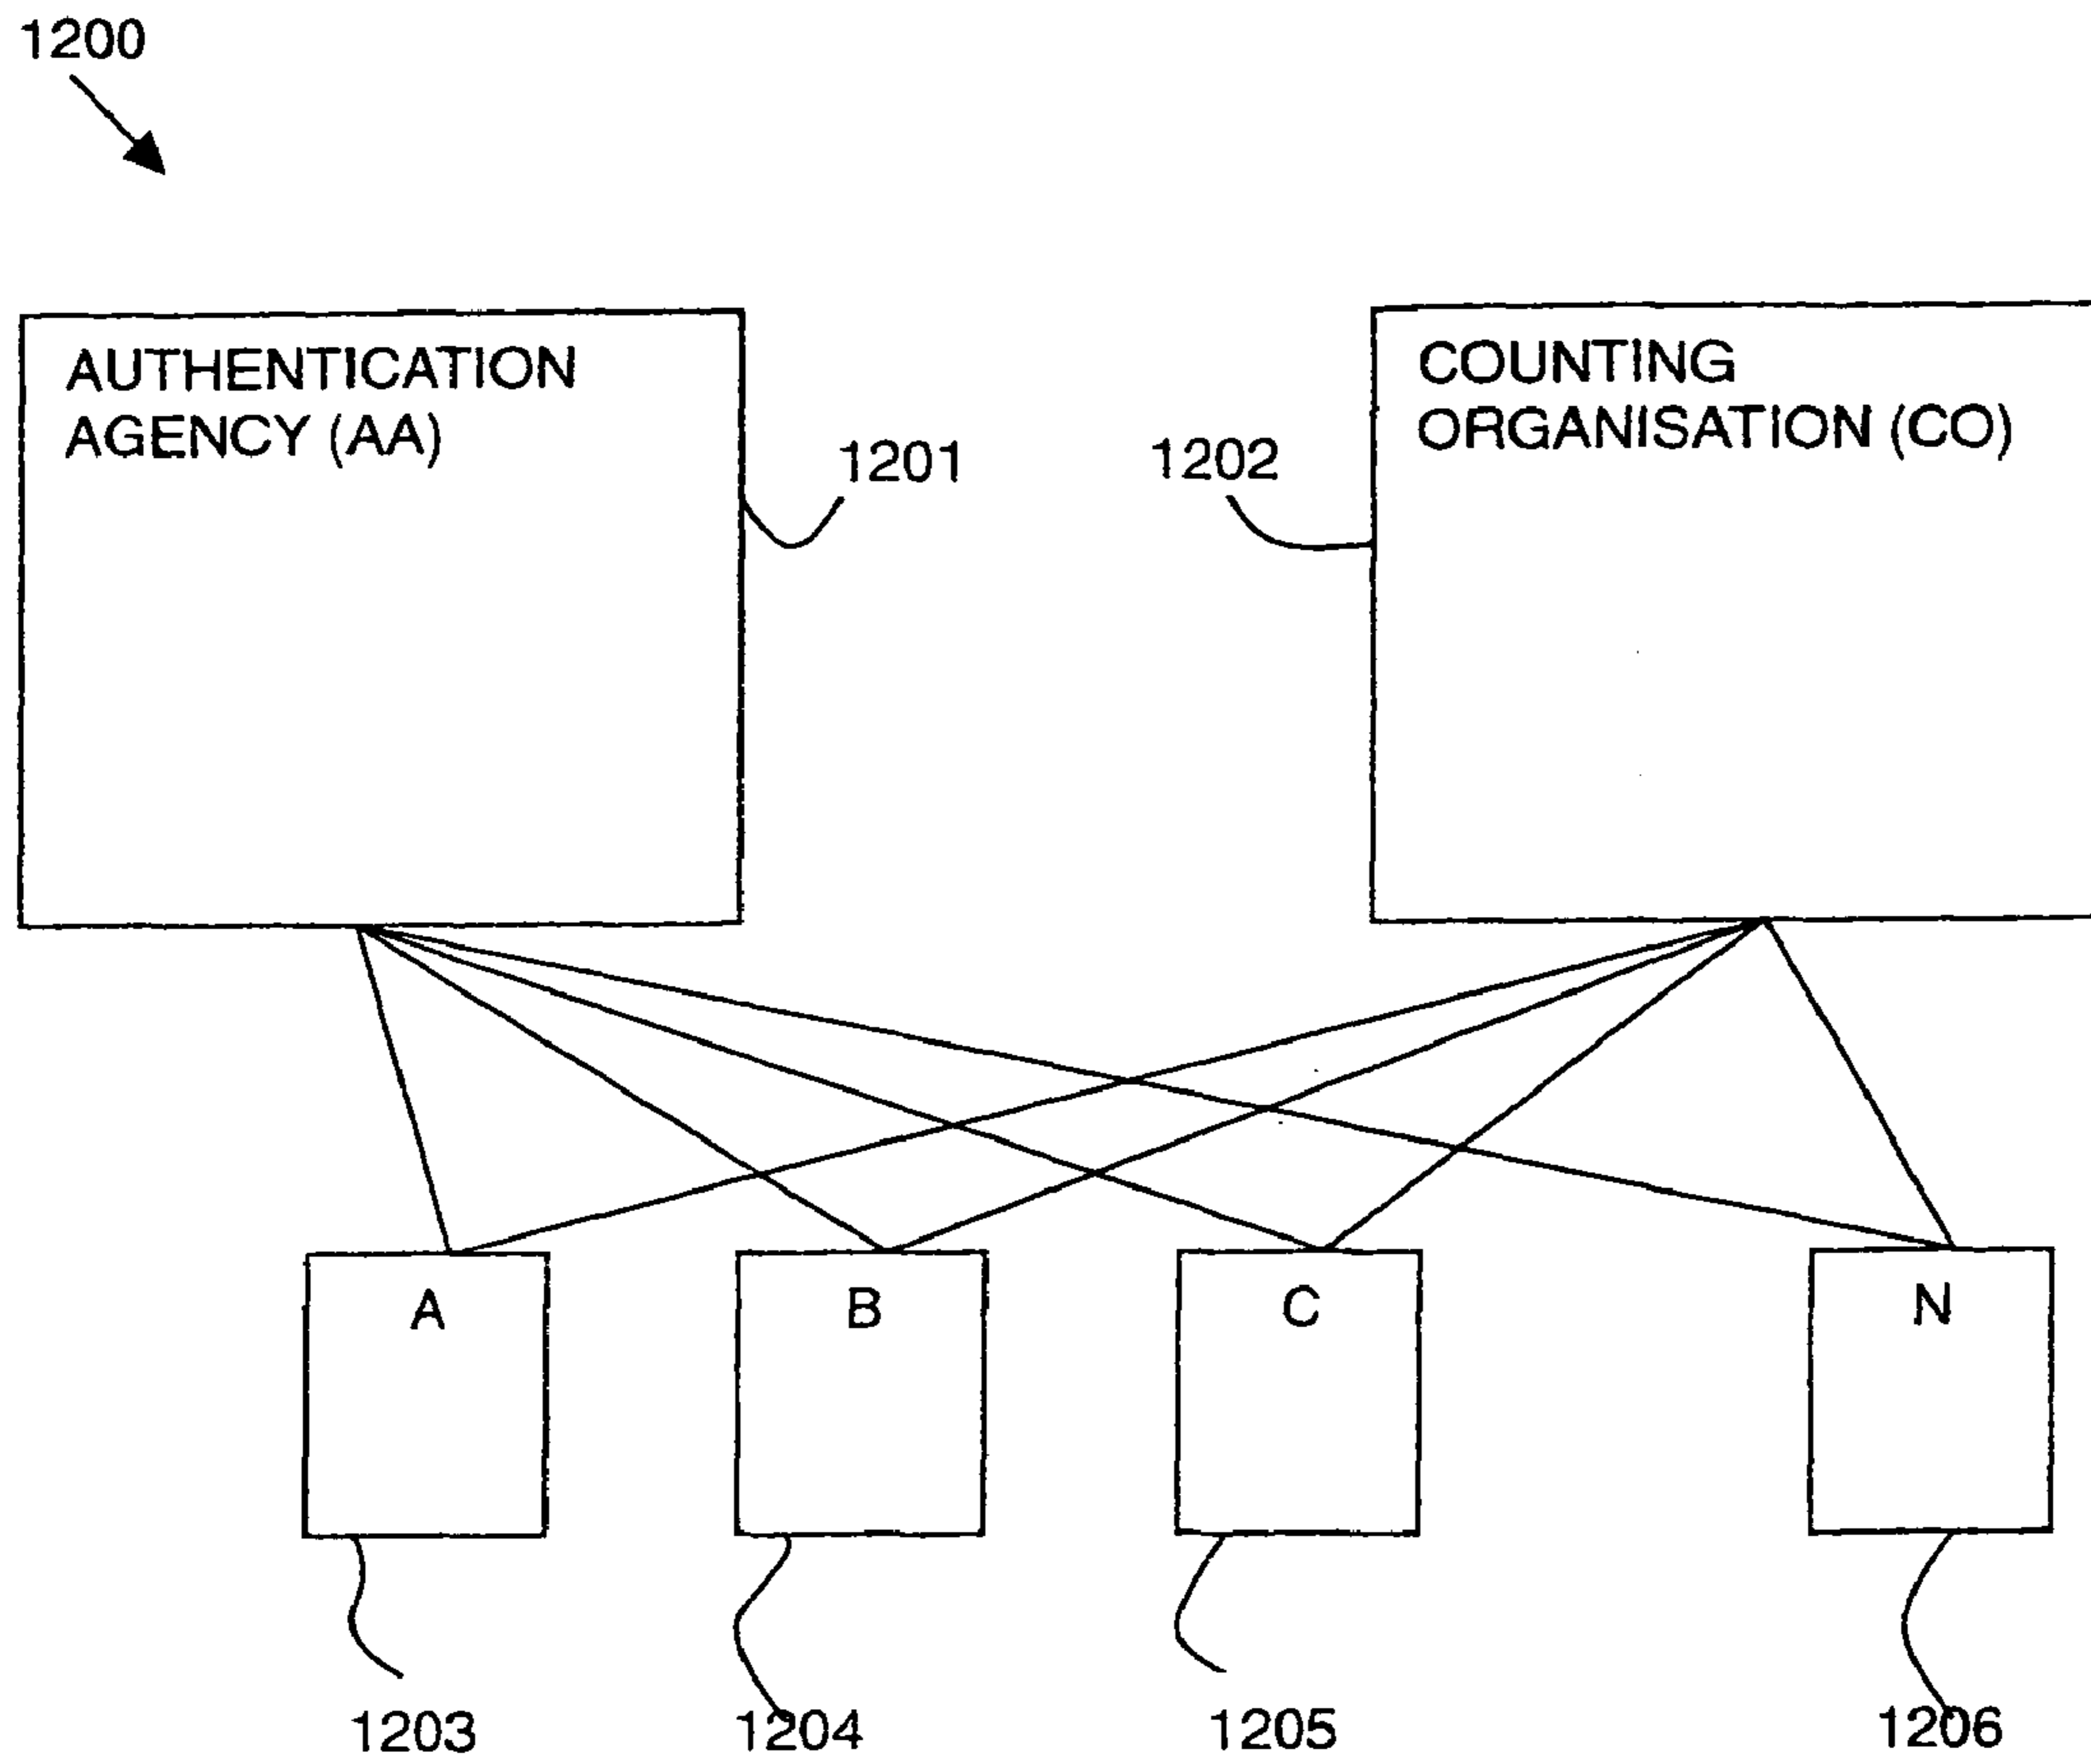 1200
AUTHENTICATION
AGENCY (AA)
1201
1202
COUNTING
ORGANISATION (CO)
A
B
C
N
1203
1204
1205
1206